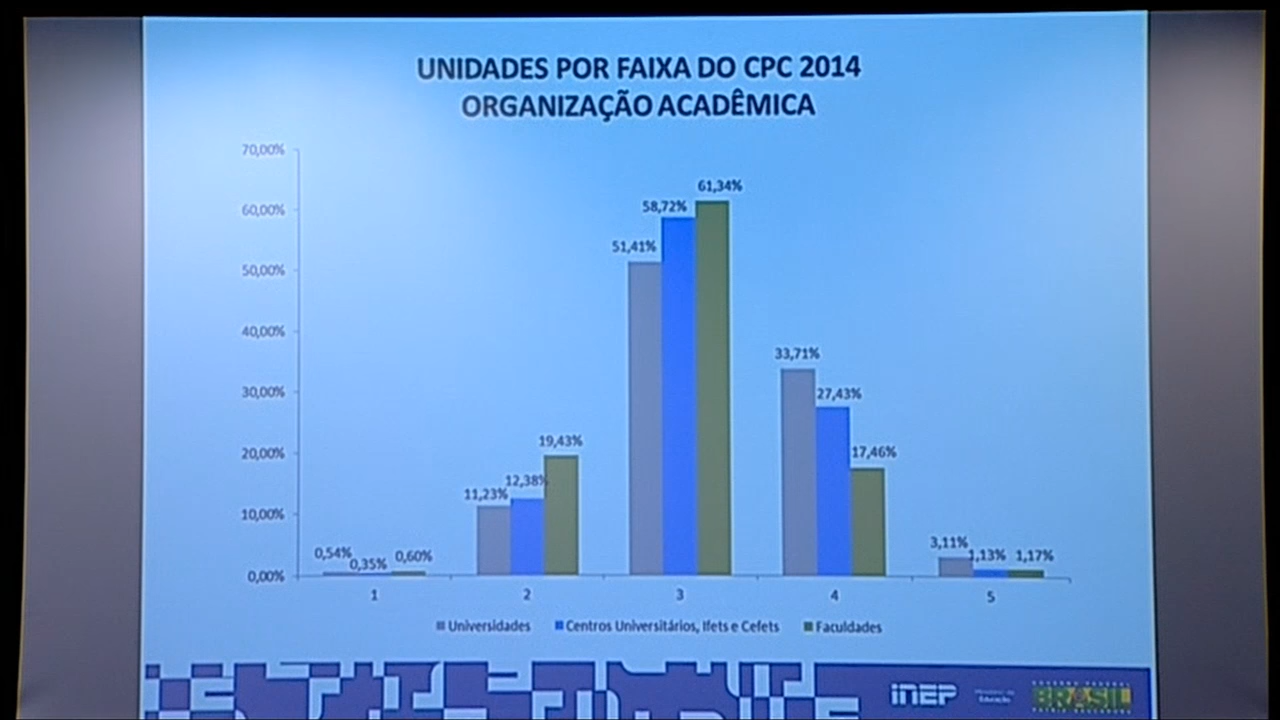 UNIDADES POR FAIXA DO CPC 2014
ORGANIZAÇÃO ACADÊMICA
70,00%
60,00%
50,00%
40,00%
30,00%
20,00%
10,00%
0,00%
0,54%
0,35%
0,60%
11,23%
12,38%
19,43%
51,41%
58,72%
61,34%
33,71%
27,43%
17,46%
3,11%
1,13%
1,17%
1 2 3 4 5
Universidades Centros Universitários, Ifets e Cefets Faculdades
INEP
Ministério da
Educação
BRASIL